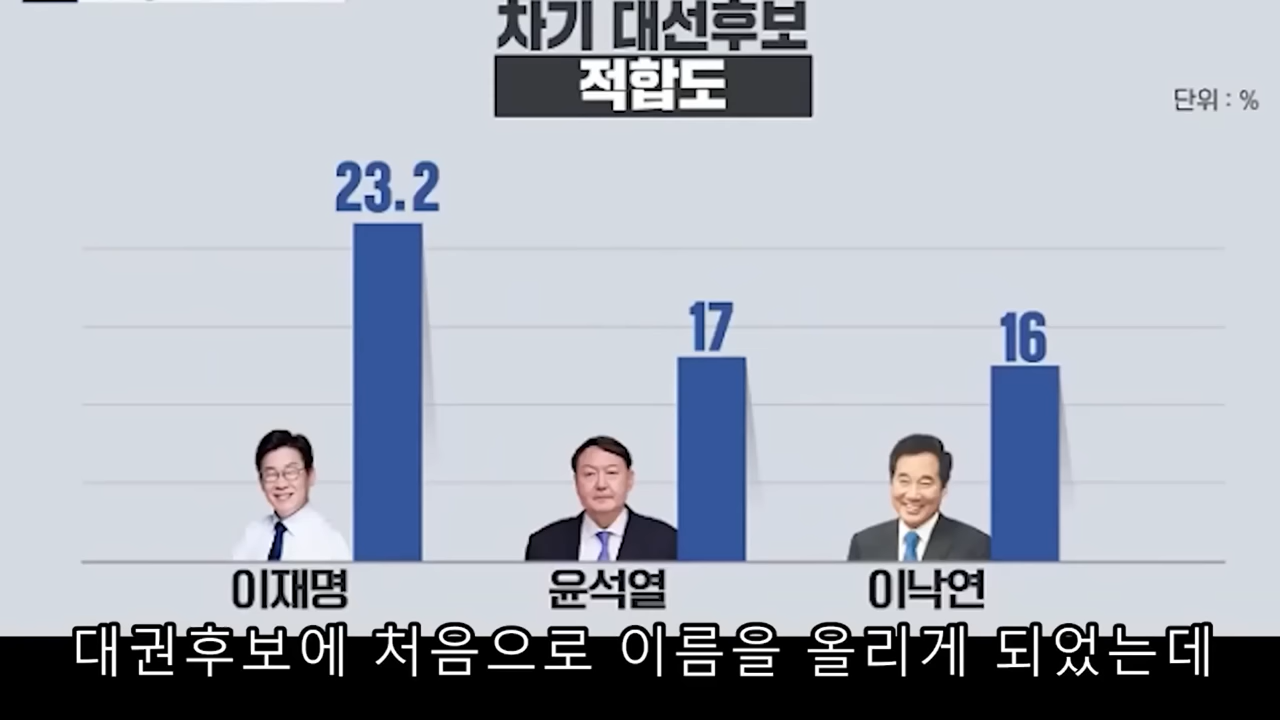 차기 대선후보
적합도
단위 : %
23.2
17
16
이재명
윤석열
이낙연
대권후보에 처음으로 이름을 올리게 되었는데